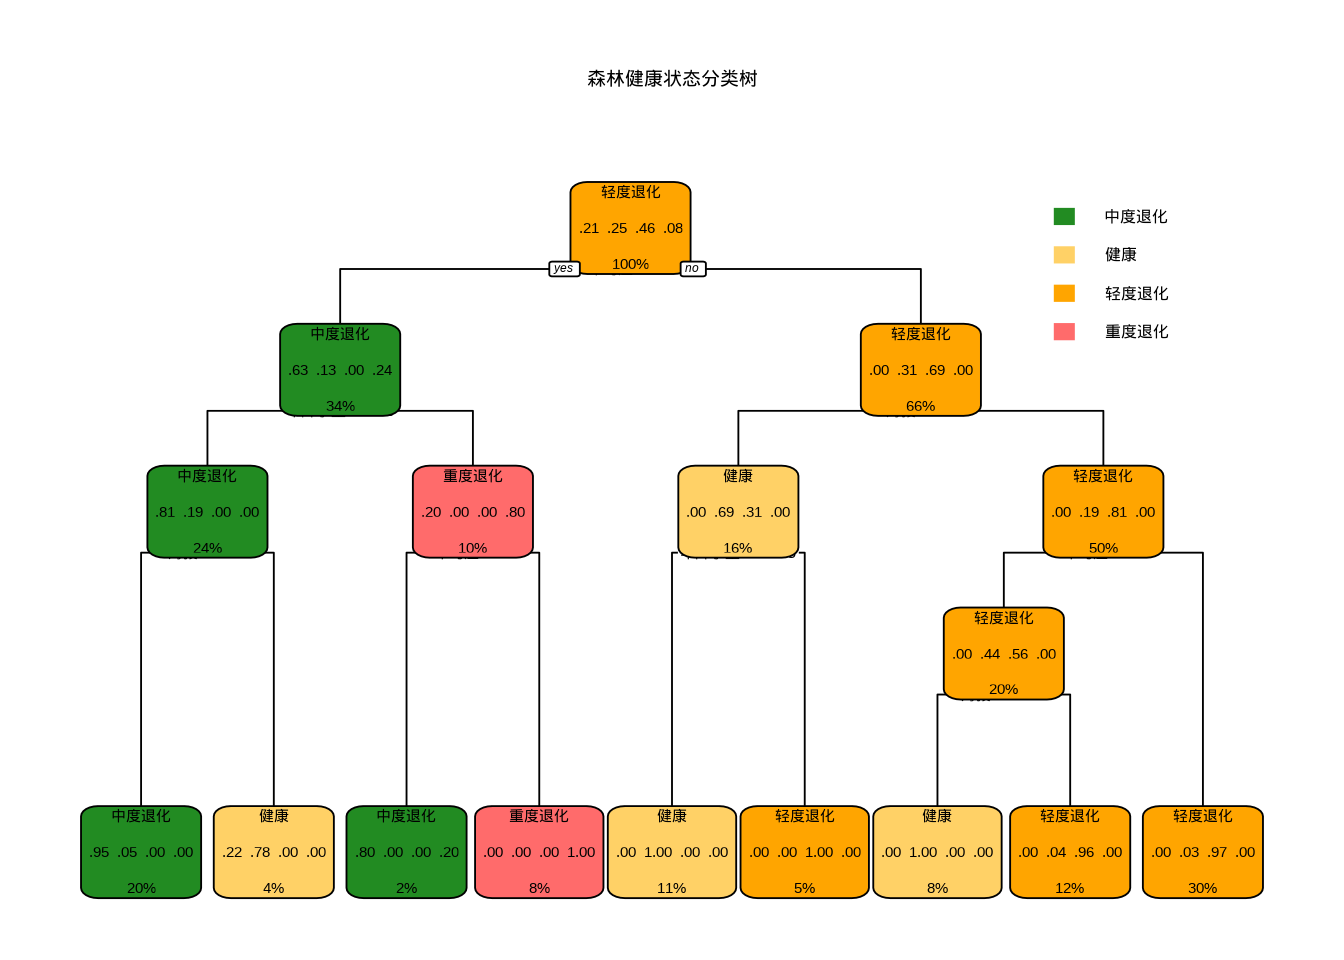 森林健康状态分类树
轻度退化
.21 .25 .46 .08
100%
yes
no
中度退化
健康
轻度退化
重度退化
中度退化
.63 .13 .00 .24
34%
轻度退化
.00 .31 .69 .00
66%
中度退化
.81 .19 .00 .00
24%
重度退化
.20 .00 .00 .80
10%
健康
.00 .69 .31 .00
16%
轻度退化
.00 .19 .81 .00
50%
轻度退化
.00 .44 .56 .00
20%
中度退化
.95 .05 .00 .00
20%
健康
.22 .78 .00 .00
4%
中度退化
.80 .00 .00 .20
2%
重度退化
.00 .00 .00 1.00
8%
健康
.00 1.00 .00 .00
11%
轻度退化
.00 .00 1.00 .00
5%
健康
.00 1.00 .00 .00
8%
轻度退化
.00 .04 .96 .00
12%
轻度退化
.00 .03 .97 .00
30%